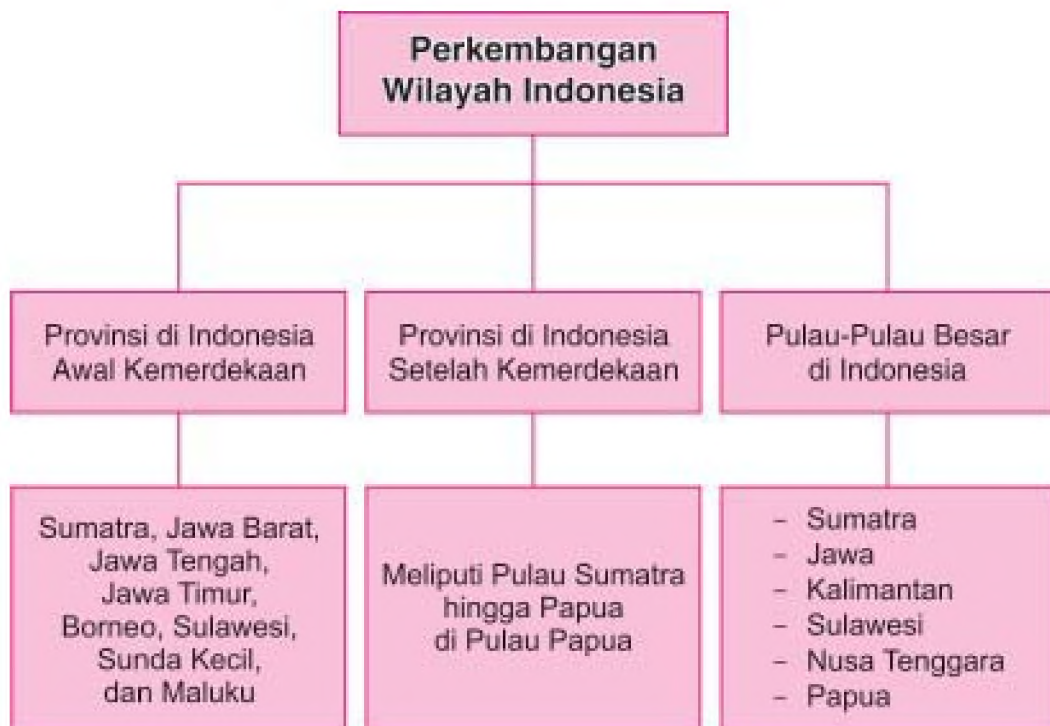 Perkembangan
Wilayah Indonesia
Provinsi di Indonesia
Awal Kemerdekaan
Provinsi di Indonesia
Setelah Kemerdekaan
Pulau-Pulau Besar
di Indonesia
Sumatra, Jawa Barat,
Jawa Tengah,
Jawa Timur,
Borneo, Sulawesi,
Sunda Kecil,
dan Maluku
Meliputi Pulau Sumatra
hingga Papua
di Pulau Papua
– Sumatra
– Jawa
– Kalimantan
– Sulawesi
– Nusa Tenggara
– Papua